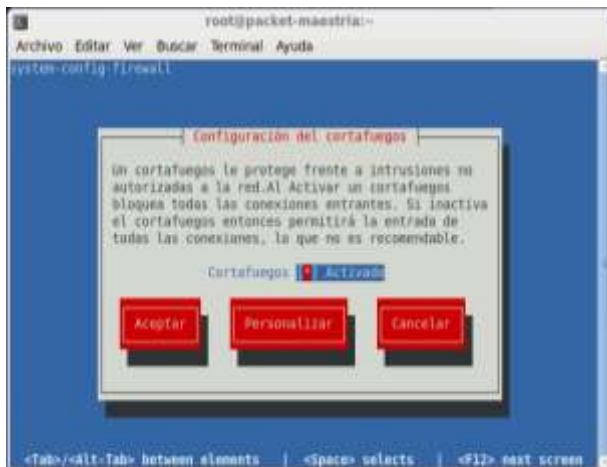 root@packet-maestria:~
Archivo Editar Ver Buscar Terminal Ayuda
system-config-firewall
Configuración del cortafuegos
Un cortafuegos le protege frente a intrusiones no
autorizadas a la red.Al Activar un cortafuegos
bloquea todas las conexiones entrantes. Si inactiva
el cortafuegos entonces permitirá la entrada de
todas las conexiones, lo que no es recomendable.
Cortafuegos [*] Activado
Aceptar Personalizar Cancelar
<Tab>/<Alt-Tab> between elements | <Space> selects | <F12> next screen